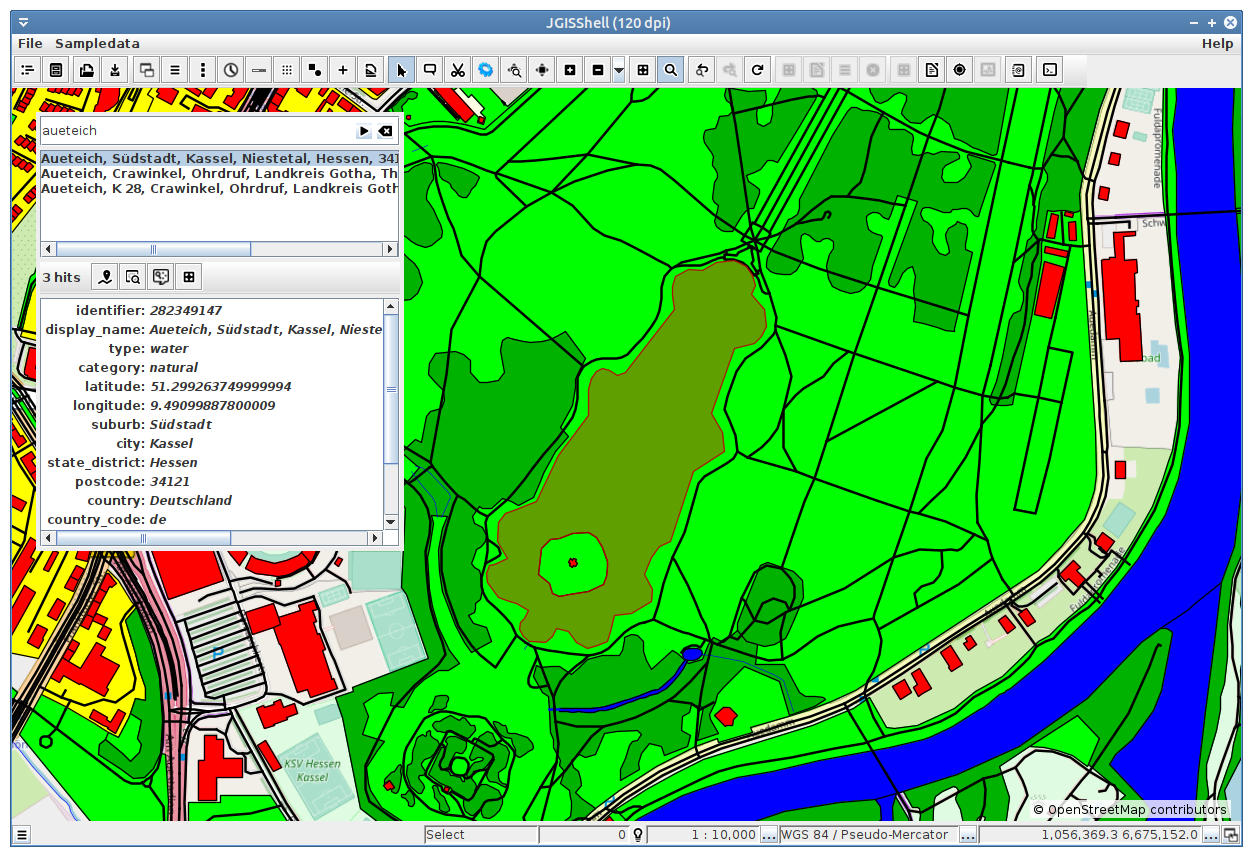 JGISShell (120 dpi)
File Sampledata Help
aueteich
Aueteich, Südstadt, Kassel, Niestetal, Hessen, 341
Aueteich, Crawinkel, Ohrdruf, Landkreis Gotha, Th
Aueteich, K 28, Crawinkel, Ohrdruf, Landkreis Goth
3 hits
identifier: 282349147
display_name: Aueteich, Südstadt, Kassel, Nieste
type: water
category: natural
latitude: 51.299263749999994
longitude: 9.49099887800009
suburb: Südstadt
city: Kassel
state_district: Hessen
postcode: 34121
country: Deutschland
country_code: de
Fuldapromenade
Schw
bad
P
KSV Hessen
Kassel
© OpenStreetMap contributors
Select 0 1 : 10,000 ... WGS 84 / Pseudo-Mercator ... 1,056,369.3 6,675,152.0 ...